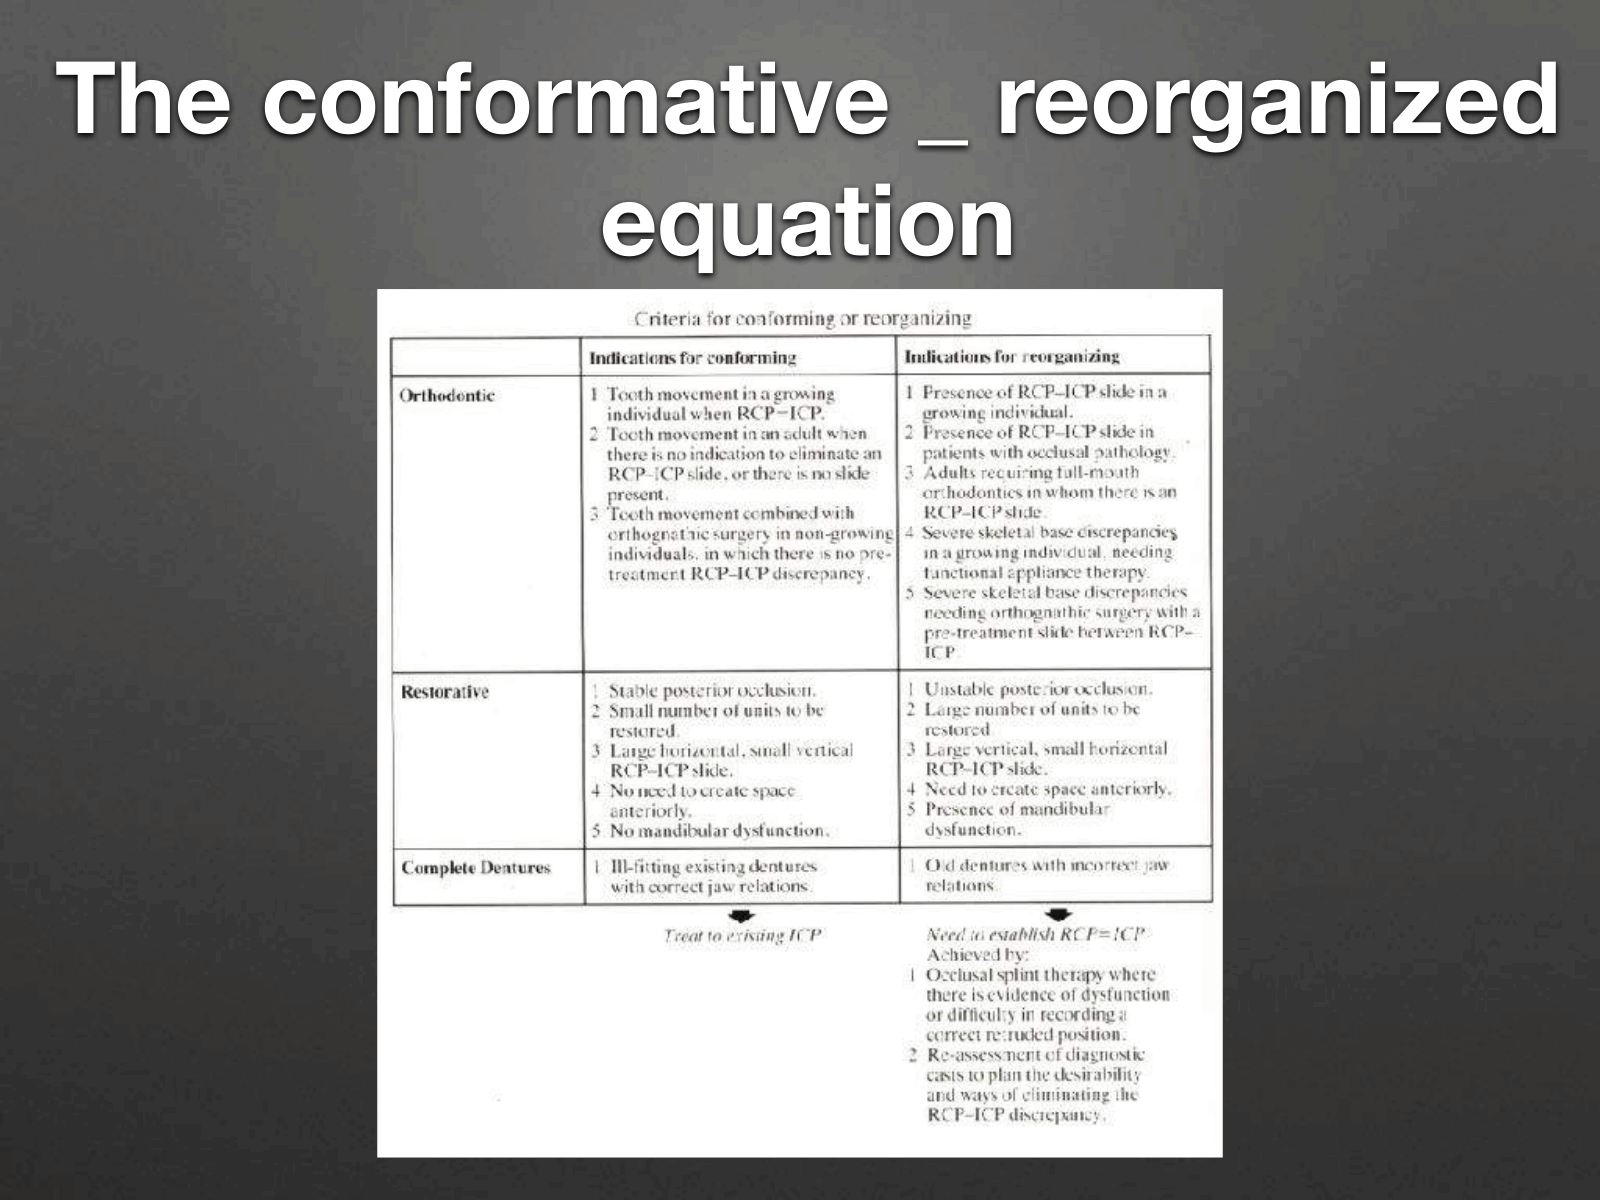 The conformative _ reorganized
equation
Criteria for conforming or reorganizing
Indications for conforming
Indications for reorganizing
Orthodontic
1 Tooth movement in a growing
individual when RCP=ICP.
2 Tooth movement in an adult when
there is no indication to eliminate an
RCP–ICP slide, or there is no slide
present.
3 Tooth movement combined with
orthognathic surgery in non-growing
individuals, in which there is no pre-
treatment RCP–ICP discrepancy.
1 Presence of RCP–ICP slide in a
growing individual.
2 Presence of RCP–ICP slide in
patients with occlusal pathology.
3 Adults requiring full-mouth
orthodontics in whom there is an
RCP–ICP slide.
4 Severe skeletal base discrepancies
in a growing individual, needing
functional appliance therapy.
5 Severe skeletal base discrepancies
needing orthognathic surgery with a
pre-treatment slide between RCP–
ICP.
Restorative
1 Stable posterior occlusion.
2 Small number of units to be
restored.
3 Large horizontal, small vertical
RCP–ICP slide.
4 No need to create space
anteriorly.
5 No mandibular dysfunction.
1 Unstable posterior occlusion.
2 Large number of units to be
restored
3 Large vertical, small horizontal
RCP–ICP slide.
4 Need to create space anteriorly.
5 Presence of mandibular
dysfunction.
Complete Dentures
1 Ill-fitting existing dentures
with correct jaw relations.
1 Old dentures with incorrect jaw
relations.
Treat to existing ICP
Need to establish RCP=ICP
Achieved by:
1 Occlusal splint therapy where
there is evidence of dysfunction
or difficulty in recording a
correct retruded position.
2 Re-assessment of diagnostic
casts to plan the desirability
and ways of eliminating the
RCP–ICP discrepancy.